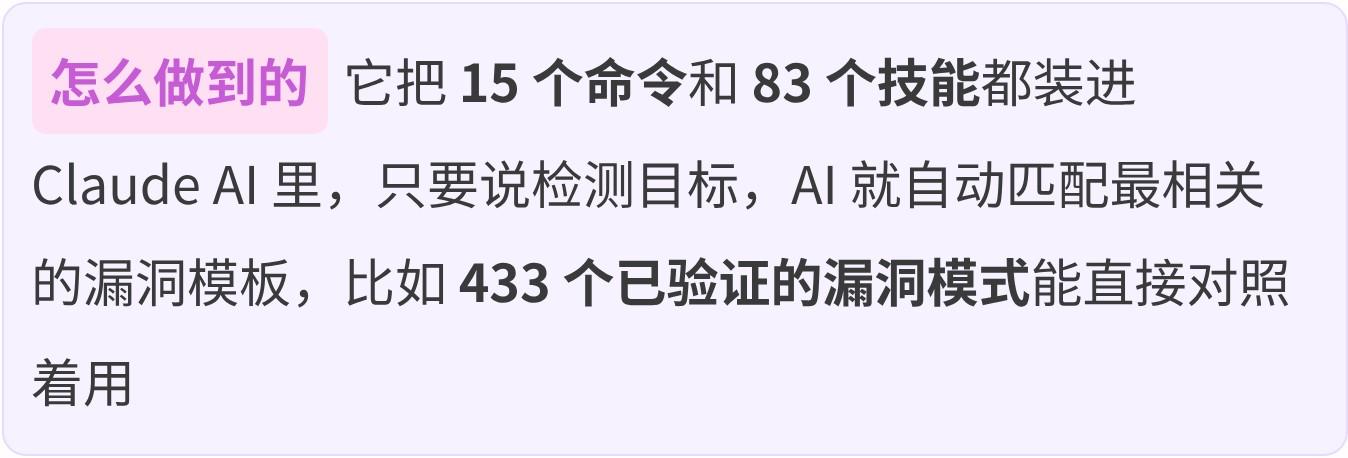 怎么做到的 它把 15 个命令和 83 个技能都装进
Claude AI 里，只要说检测目标，AI 就自动匹配最相关
的漏洞模板，比如 433 个已验证的漏洞模式能直接对照
着用